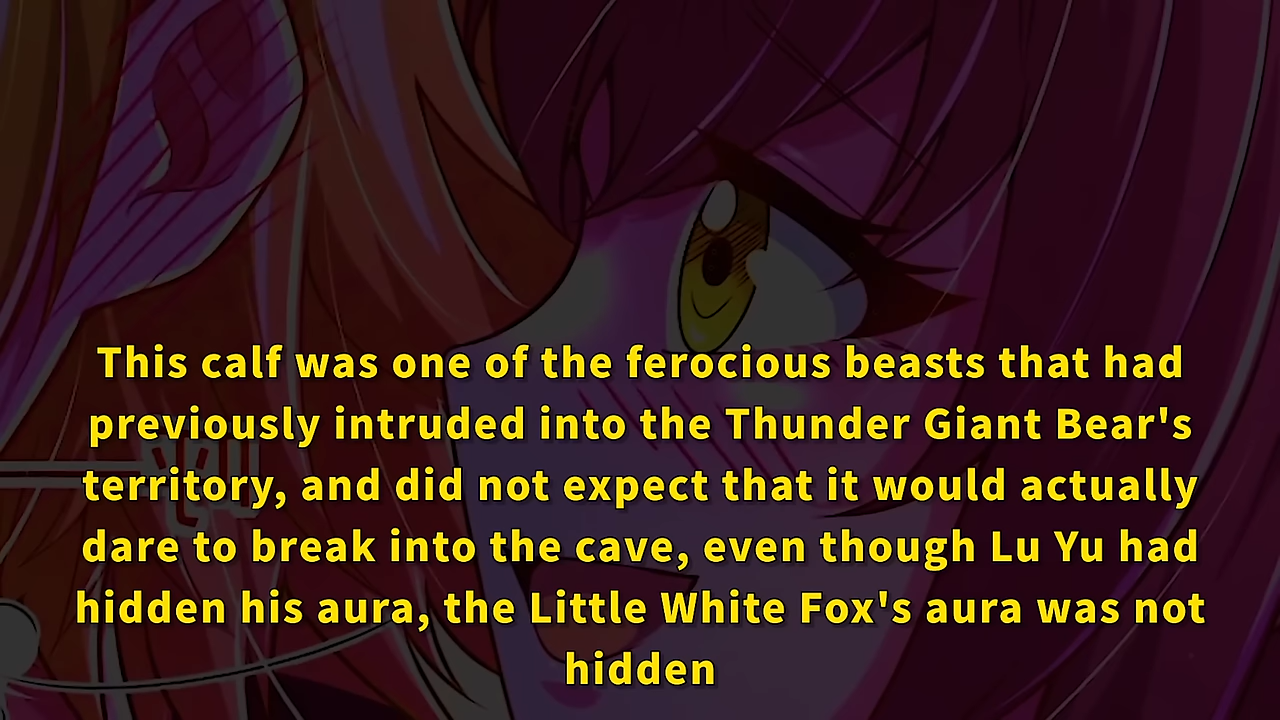 This calf was one of the ferocious beasts that had
previously intruded into the Thunder Giant Bear's
territory, and did not expect that it would actually
dare to break into the cave, even though Lu Yu had
hidden his aura, the Little White Fox's aura was not
hidden